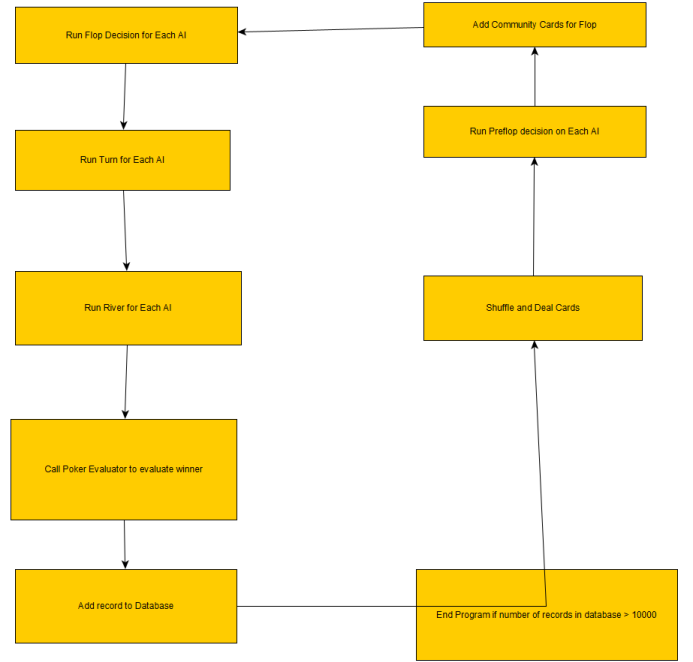 Run Flop Decision for Each AI
Add Community Cards for Flop
Run Turn for Each AI
Run Preflop decision on Each AI
Run River for Each AI
Shuffle and Deal Cards
Call Poker Evaluator to evaluate winner
Add record to Database
End Program if number of records in database > 10000